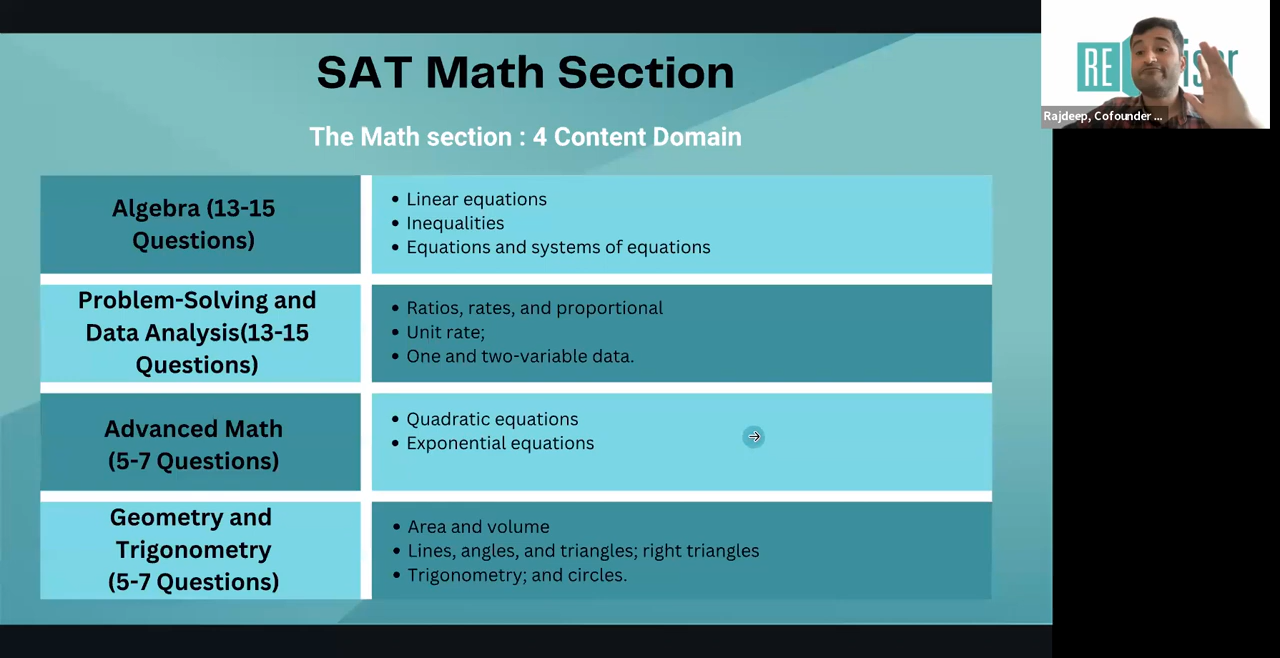 SAT Math Section
The Math section : 4 Content Domain
Algebra (13-15
Questions)
• Linear equations
• Inequalities
• Equations and systems of equations
Problem-Solving and
Data Analysis(13-15
Questions)
• Ratios, rates, and proportional
• Unit rate;
• One and two-variable data.
Advanced Math
(5-7 Questions)
• Quadratic equations
• Exponential equations
Geometry and
Trigonometry
(5-7 Questions)
• Area and volume
• Lines, angles, and triangles; right triangles
• Trigonometry; and circles.
RE
Rajdeep, Cofounder ...